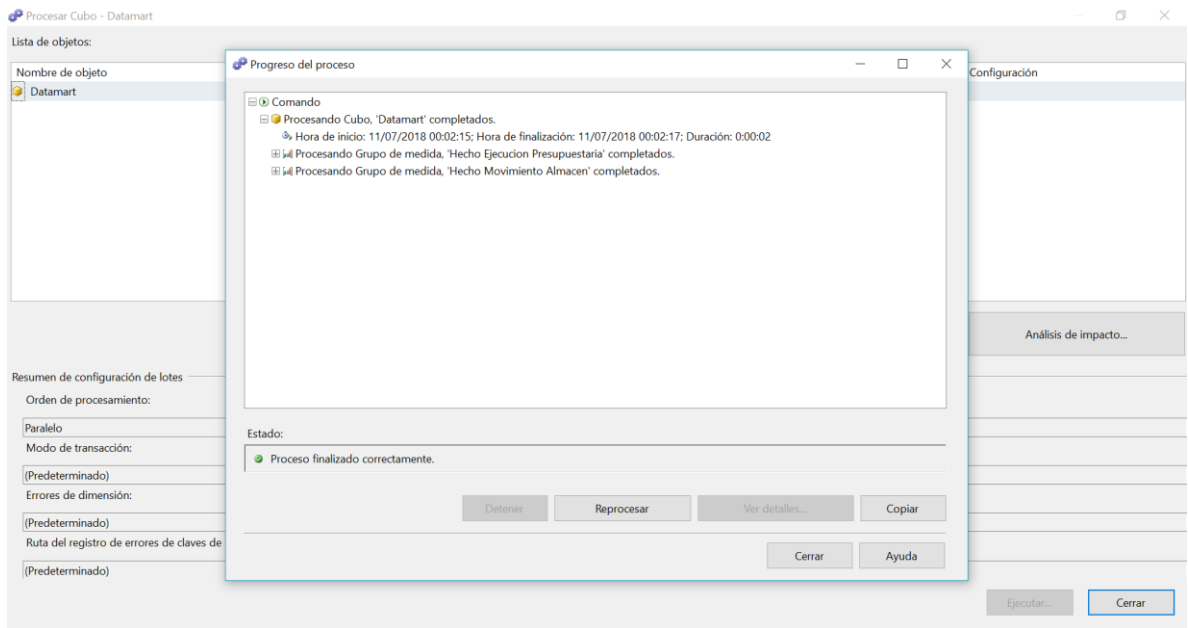 Procesar Cubo - Datamart
Lista de objetos:
Nombre de objeto
Configuración
Datamart
Progreso del proceso
Comando
Procesando Cubo, 'Datamart' completados.
Hora de inicio: 11/07/2018 00:02:15; Hora de finalización: 11/07/2018 00:02:17; Duración: 0:00:02
Procesando Grupo de medida, 'Hecho Ejecucion Presupuestaria' completados.
Procesando Grupo de medida, 'Hecho Movimiento Almacen' completados.
Estado:
Proceso finalizado correctamente.
Detener
Reprocesar
Ver detalles...
Copiar
Cerrar
Ayuda
Análisis de impacto...
Resumen de configuración de lotes
Orden de procesamiento:
Paralelo
Modo de transacción:
(Predeterminado)
Errores de dimensión:
(Predeterminado)
Ruta del registro de errores de claves de
(Predeterminado)
Ejecutar...
Cerrar